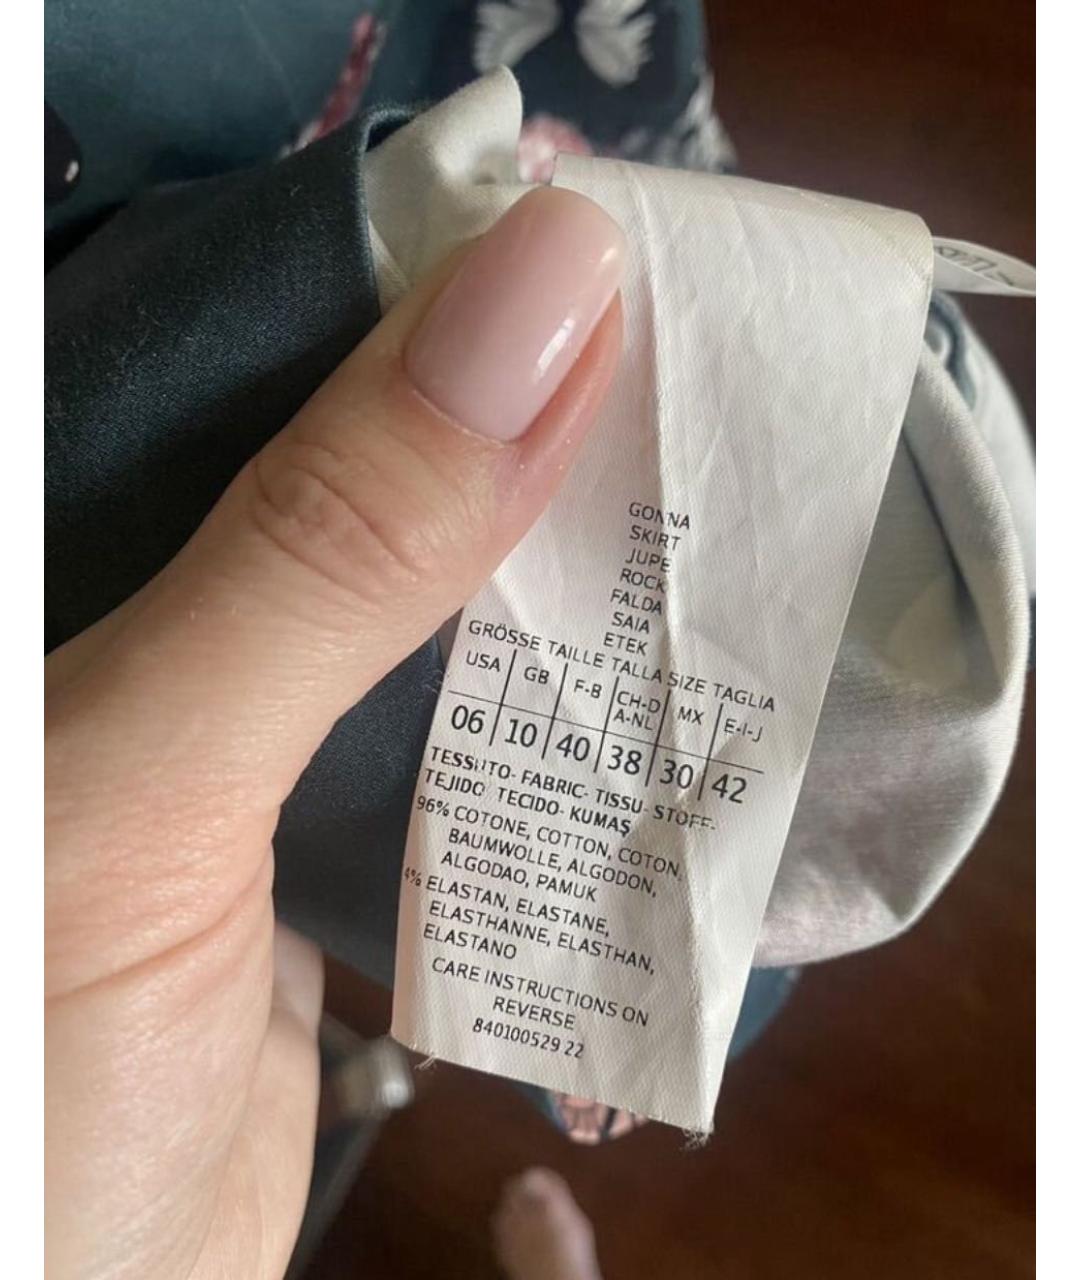 GONNA
SKIRT
JUPE
ROCK
FALDA
SAIA
ETEK
GRÖSSE TAILLE TALLA SIZE TAGLIA
USA GB F-B CH-D A-NL MX E-I-J
06 10 40 38 30 42
TESSUTO- FABRIC- TISSU- STOFF-
TEJIDO TECIDO- KUMAŞ
96% COTONE, COTTON, COTON,
BAUMWOLLE, ALGODON,
ALGODAO, PAMUK
4% ELASTAN, ELASTANE,
ELASTHANNE, ELASTHAN,
ELASTANO
CARE INSTRUCTIONS ON
REVERSE
840100529 22